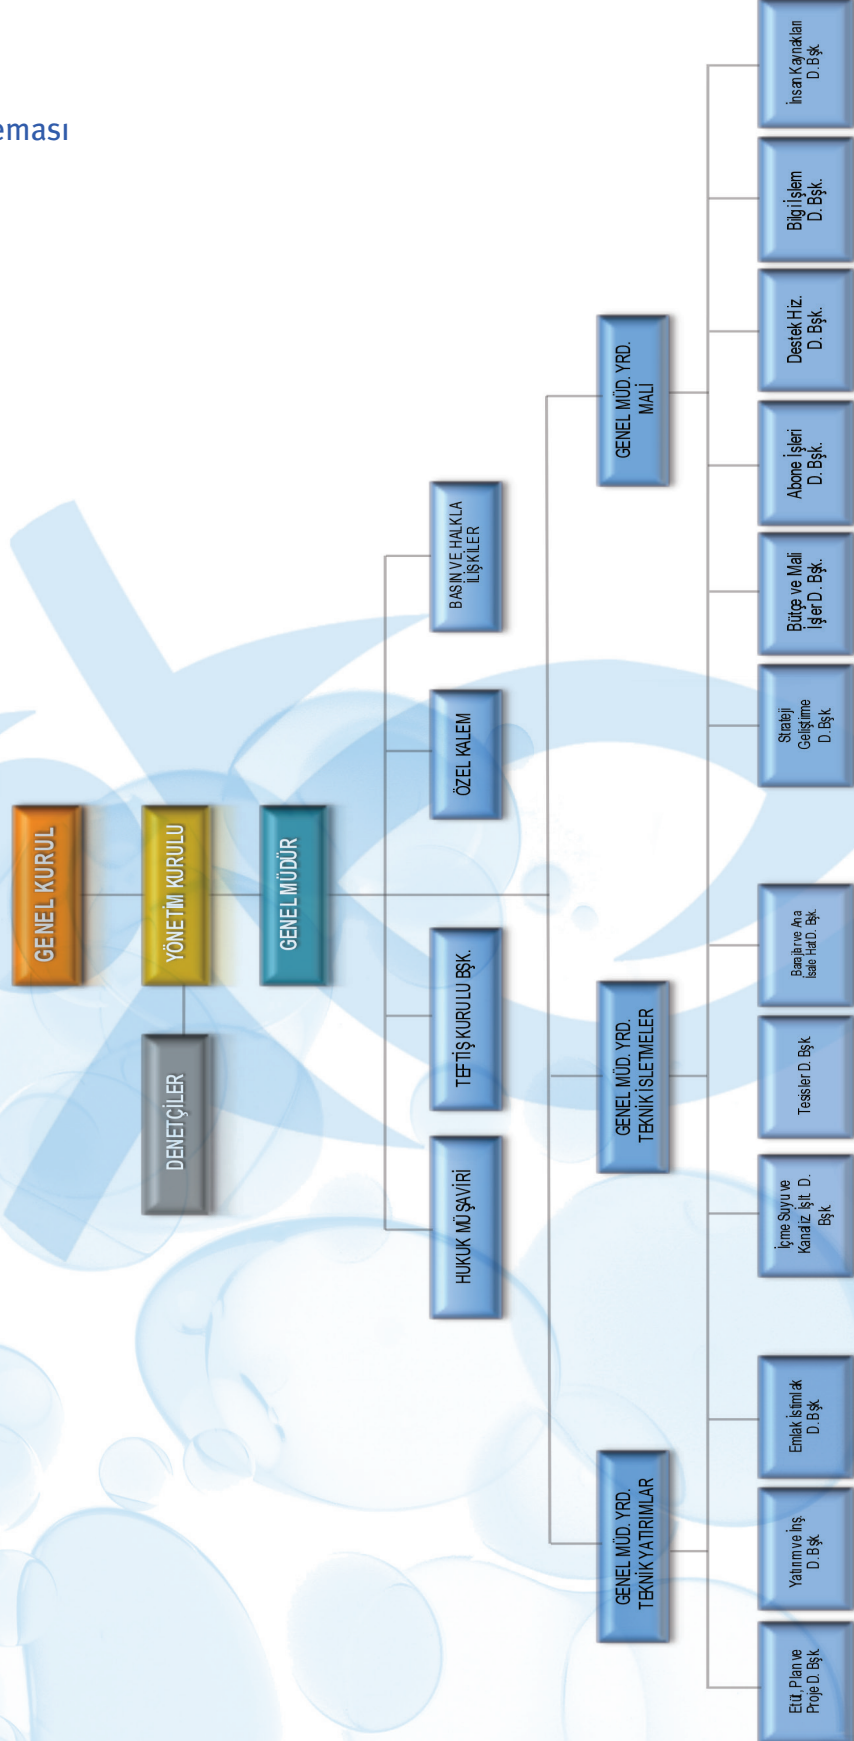 eması
GENEL KURUL
YÖNETİM KURULU
DENETÇİLER
GENEL MÜDÜR
HUKUK MÜŞAVİRİ
TEFTİŞ KURULU BŞK.
ÖZEL KALEM
BASIN VE HALKLA
İLİŞKİLER
GENEL MÜD. YRD.
TEKNİK YATIRIMLAR
GENEL MÜD. YRD.
TEKNİK İSLETMELER
GENEL MÜD. YRD.
MALİ
Etüt, Plan ve
Proje D. Bşk.
Yatırım ve İnş.
D. Bşk
Emlak İstimlak
D. Bşk
İçme Suyu ve
Kanaliz. İşlt. D.
Bşk
Tesisler D. Bşk
Barajlar ve Ana
İsale Hat D. Bşk.
Strateji
Geliştirme
D. Bşk
Bütçe ve Mali
İşler D. Bşk.
Abone İşleri
D. Bşk.
Destek Hiz.
D. Bşk.
Bilgi İşlem
D. Bşk.
İnsan Kaynakları
D. Bşk